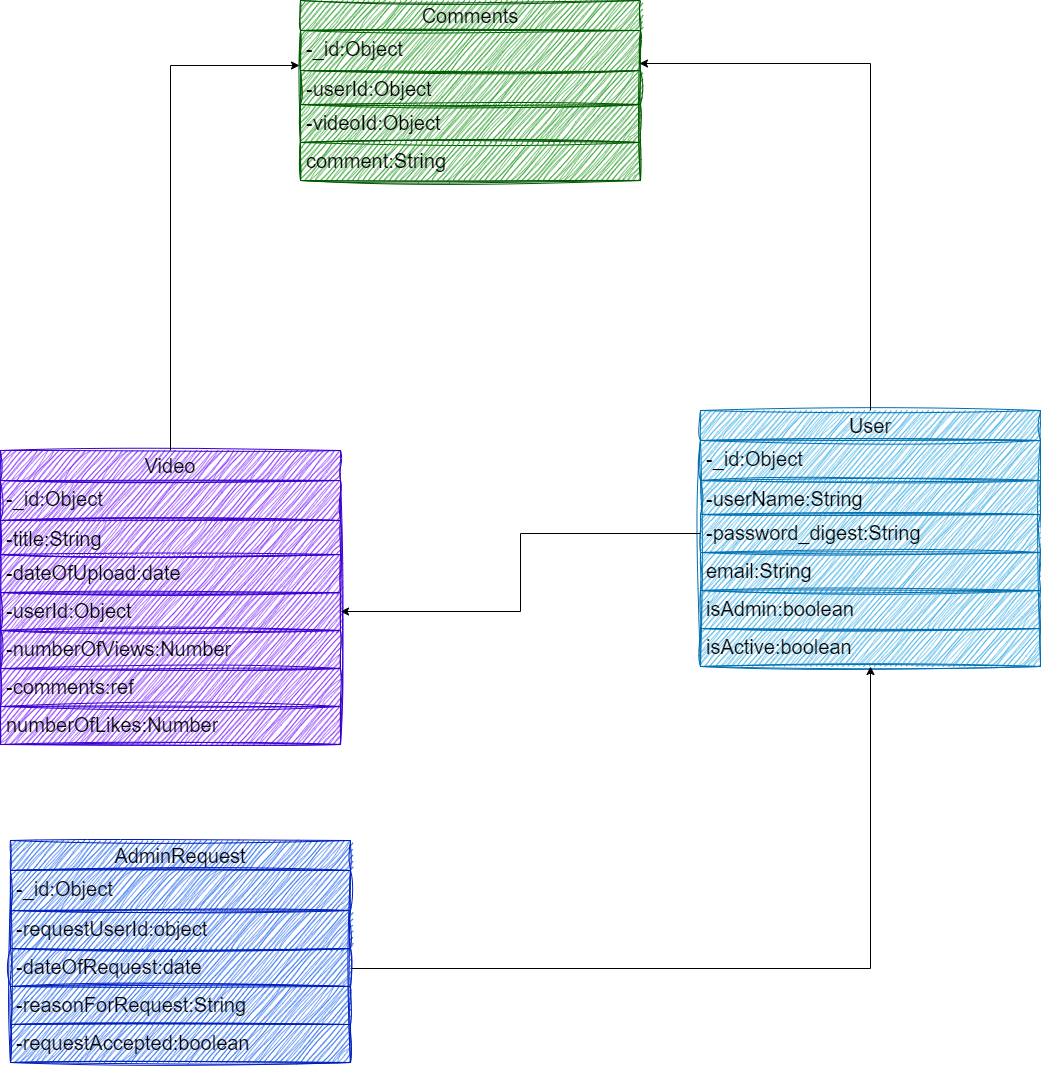 Comments
-_id:Object
-userId:Object
-videoId:Object
comment:String
User
-_id:Object
-userName:String
-password_digest:String
email:String
isAdmin:boolean
isActive:boolean
Video
-_id:Object
-title:String
-dateOfUpload:date
-userId:Object
-numberOfViews:Number
-comments:ref
numberOfLikes:Number
AdminRequest
-_id:Object
-requestUserId:object
-dateOfRequest:date
-reasonForRequest:String
-requestAccepted:boolean